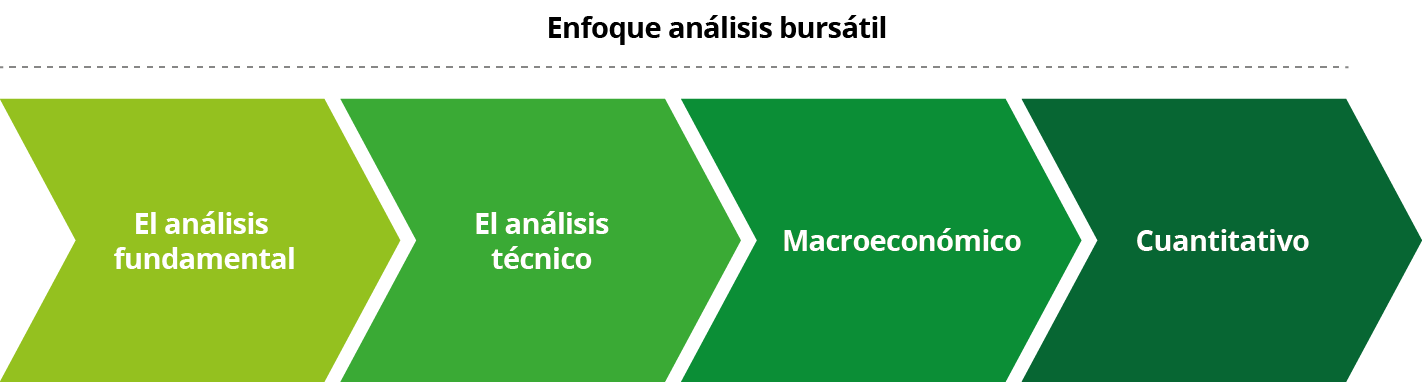 Enfoque análisis bursátil
El análisis
fundamental
El análisis
técnico
Macroeconómico
Cuantitativo